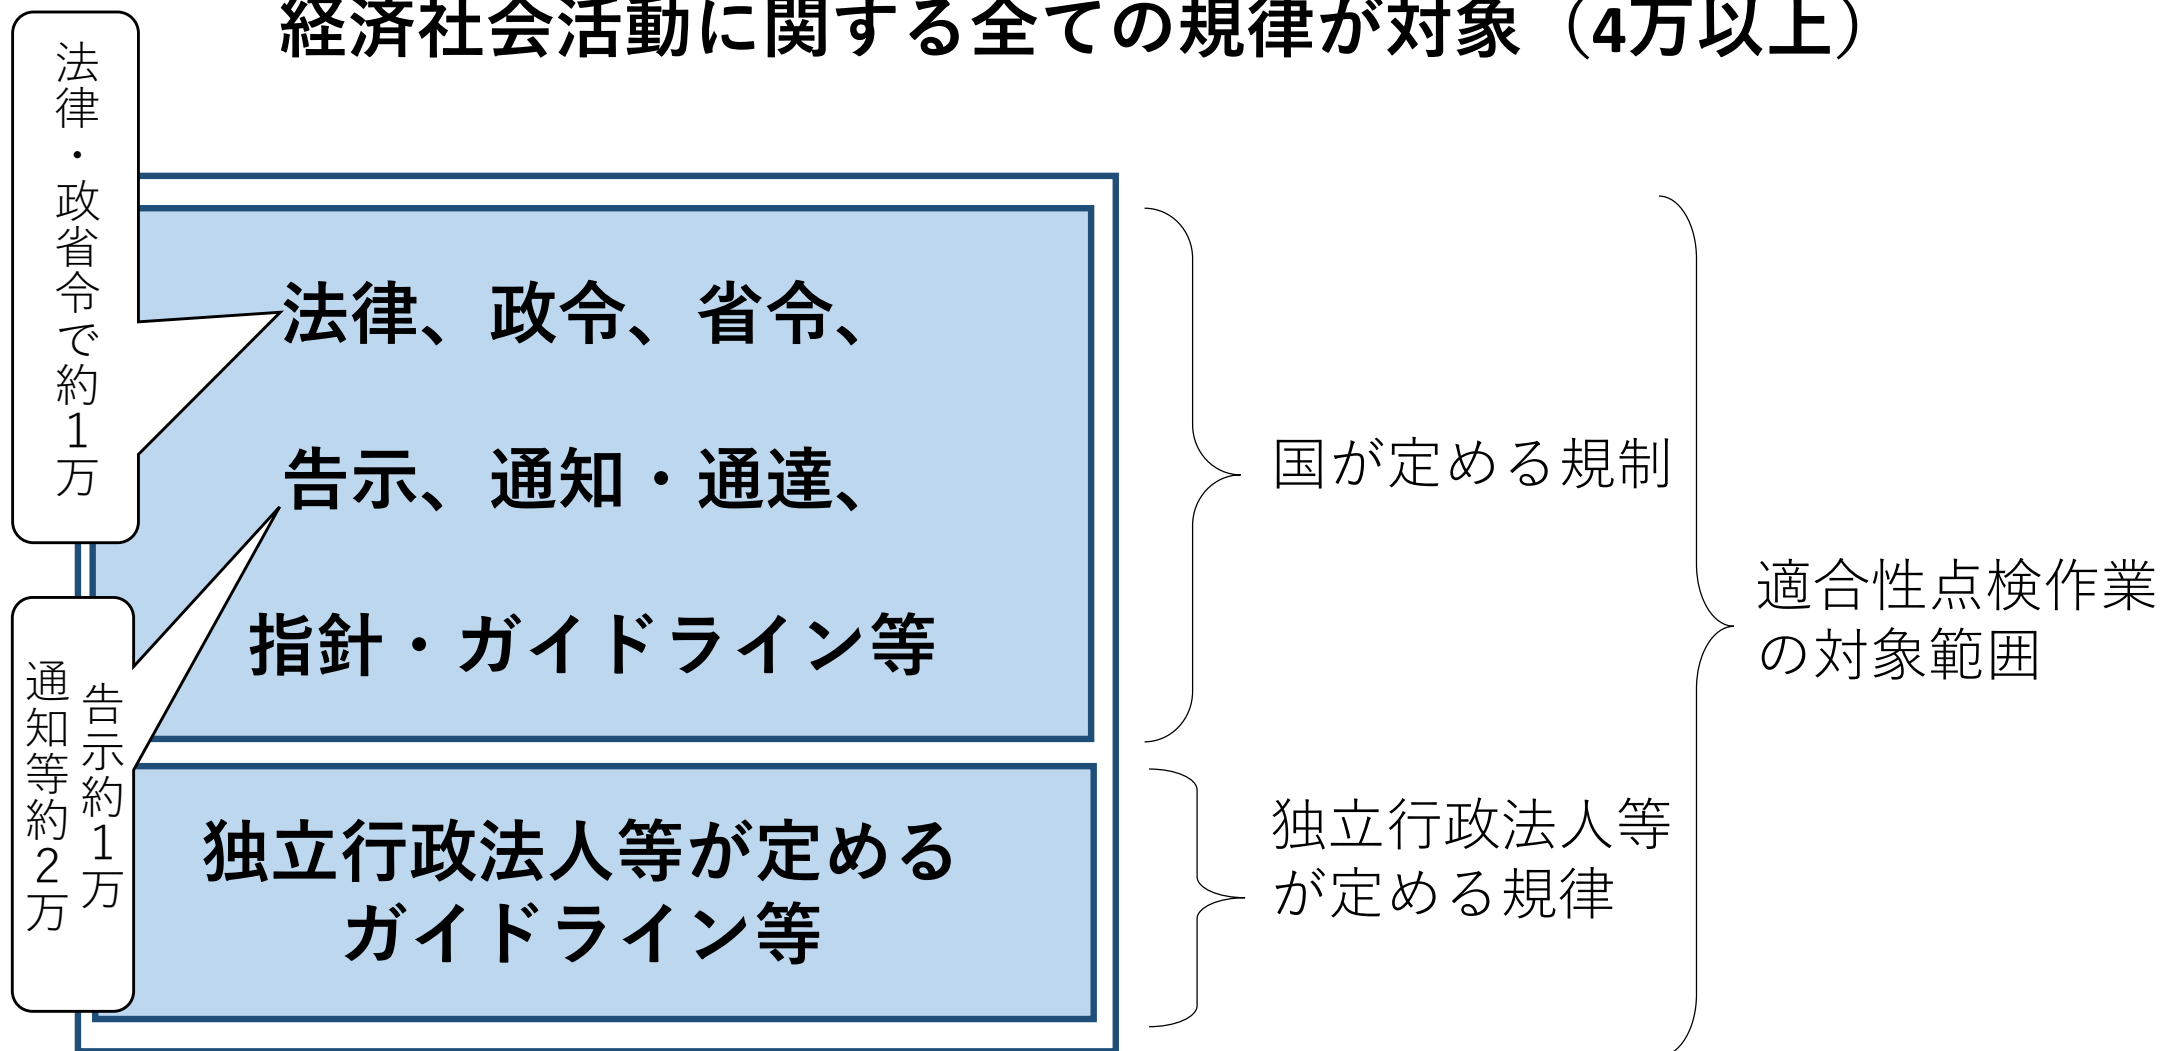 経済社会活動に関する全ての規律が対象（4万以上）
法律・政省令で約1万
法律、政令、省令、
告示、通知・通達、
指針・ガイドライン等
告示約1万
通知等約2万
独立行政法人等が定める
ガイドライン等
国が定める規制
独立行政法人等
が定める規律
適合性点検作業
の対象範囲